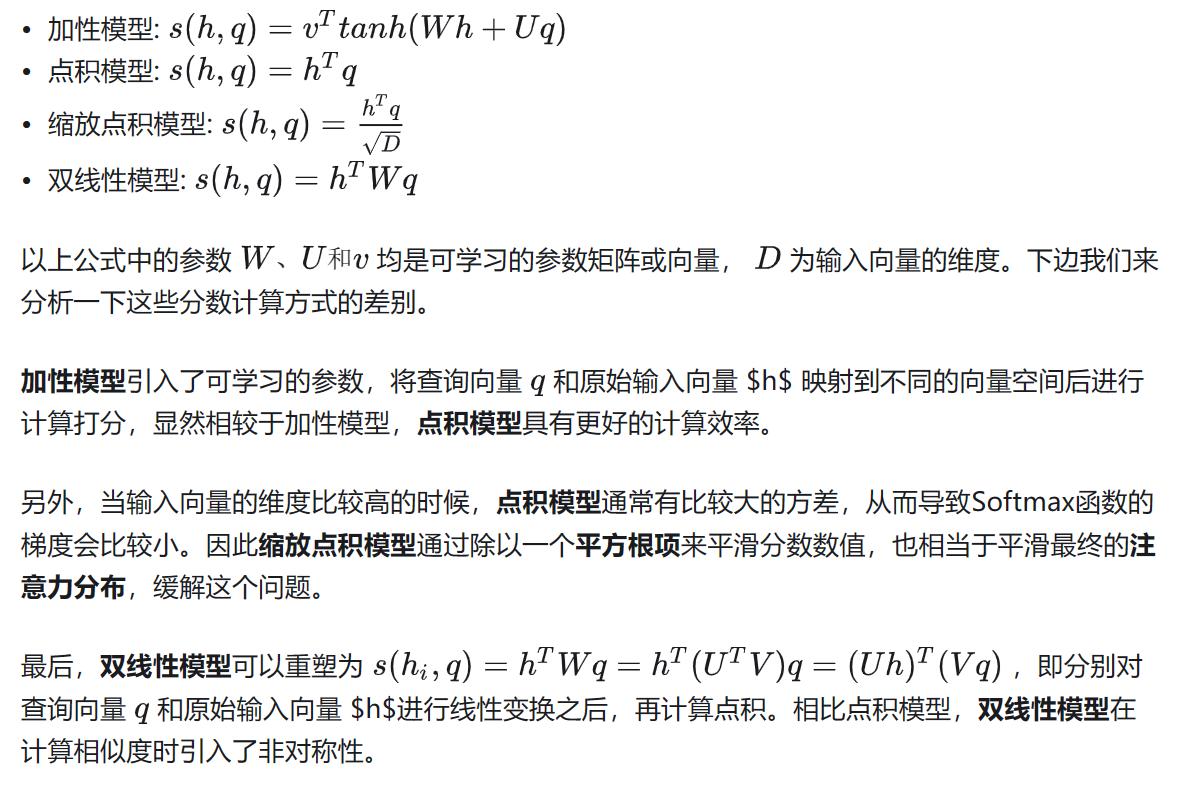 • 加性模型: s(h, q) = v^T tanh(Wh + Uq)
• 点积模型: s(h, q) = h^T q
• 缩放点积模型: s(h, q) = \frac{h^T q}{\sqrt{D}}
• 双线性模型: s(h, q) = h^T Wq
以上公式中的参数 W、U和v 均是可学习的参数矩阵或向量， D 为输入向量的维度。下边我们来
分析一下这些分数计算方式的差别。
加性模型引入了可学习的参数，将查询向量 q 和原始输入向量 $h$ 映射到不同的向量空间后进行
计算打分，显然相较于加性模型，点积模型具有更好的计算效率。
另外，当输入向量的维度比较高的时候，点积模型通常有比较大的方差，从而导致Softmax函数的
梯度会比较小。因此缩放点积模型通过除以一个平方根项来平滑分数数值，也相当于平滑最终的注
意力分布，缓解这个问题。
最后，双线性模型可以重塑为 s(h_i, q) = h^T Wq = h^T (U^T V)q = (Uh)^T (Vq) ，即分别对
查询向量 q 和原始输入向量 $h$进行线性变换之后，再计算点积。相比点积模型，双线性模型在
计算相似度时引入了非对称性。